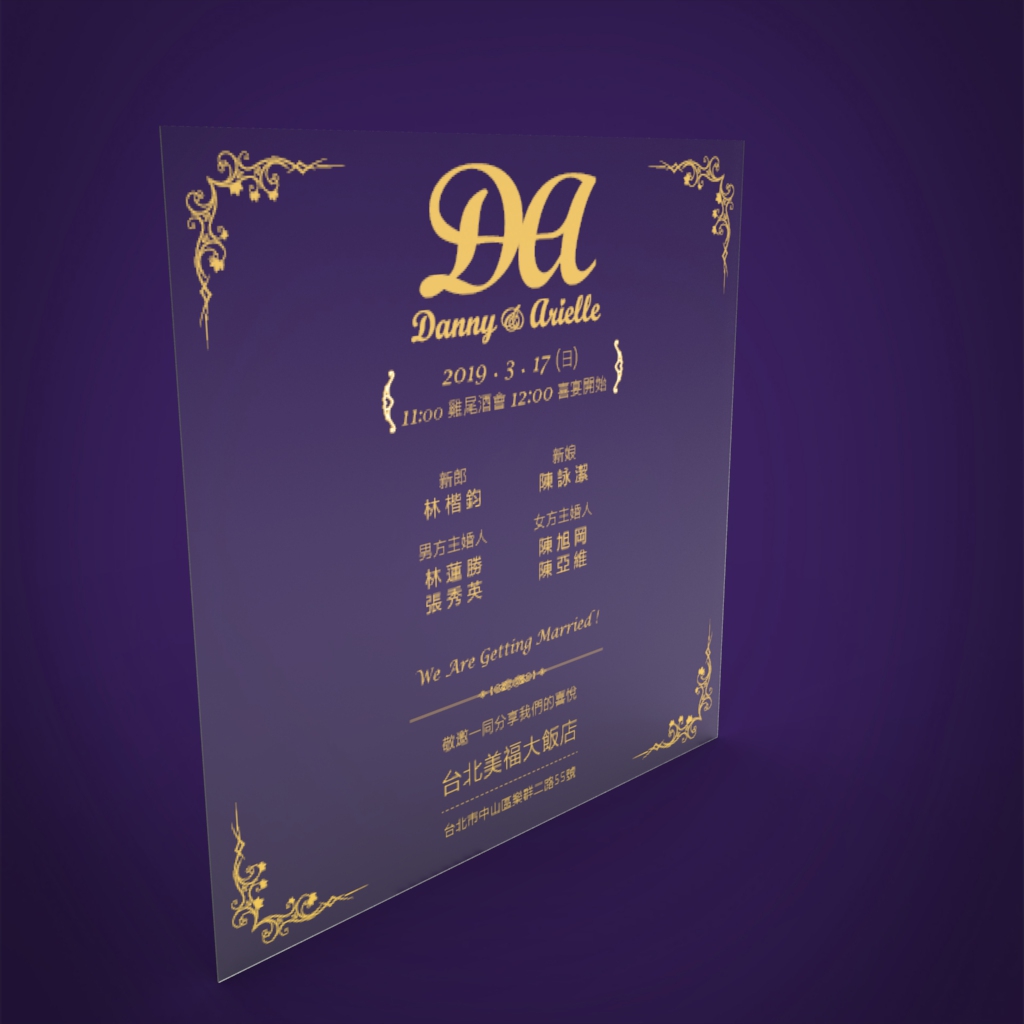 DA
Danny & Arielle
2019 . 3 . 17 (日)
11:00 雞尾酒會 12:00 喜宴開始
新郎
林楷鈞
男方主婚人
林蓮勝
張秀英
新娘
陳詠潔
女方主婚人
陳旭岡
陳亞維
We Are Getting Married!
敬邀一同分享我們的喜悅
台北美福大飯店
台北市中山區樂群二路55號